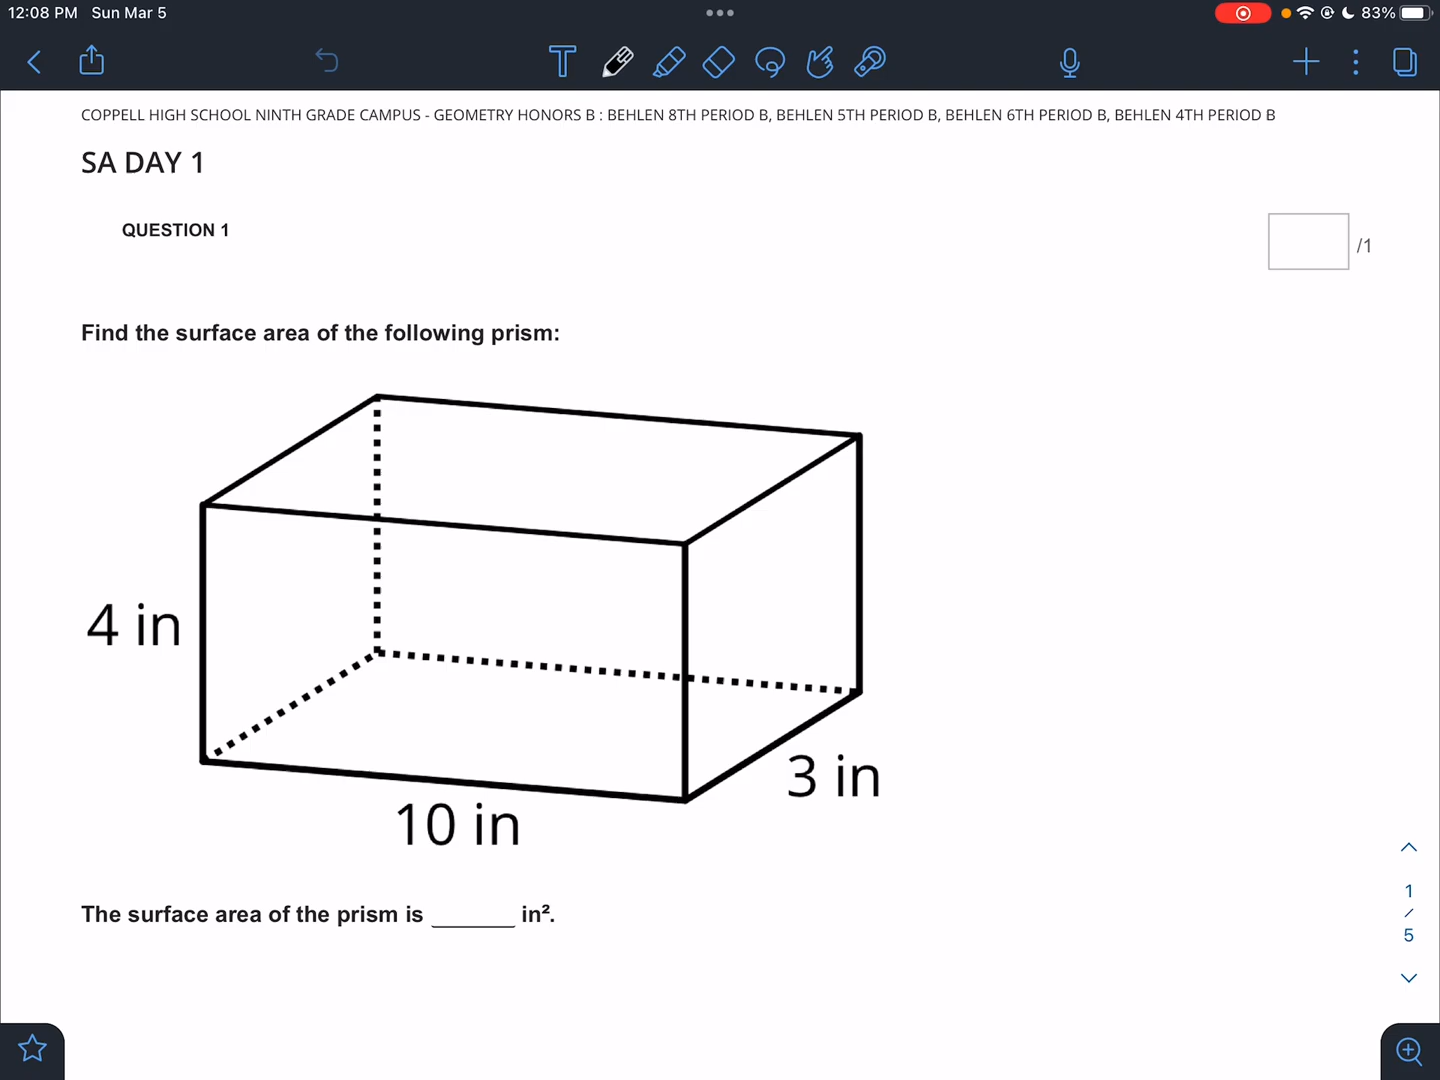 12:08 PM Sun Mar 5
83%
COPPELL HIGH SCHOOL NINTH GRADE CAMPUS - GEOMETRY HONORS B : BEHLEN 8TH PERIOD B, BEHLEN 5TH PERIOD B, BEHLEN 6TH PERIOD B, BEHLEN 4TH PERIOD B
SA DAY 1
QUESTION 1
/1
Find the surface area of the following prism:
4 in
3 in
10 in
The surface area of the prism is _______ in².
1
/
5